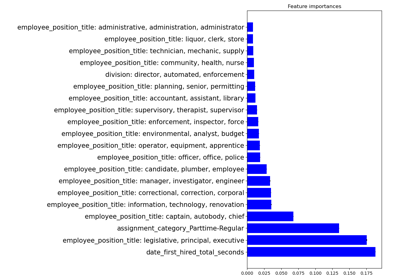 Feature importances
employee_position_title: administrative, administration, administrator
employee_position_title: liquor, clerk, store
employee_position_title: technician, mechanic, supply
employee_position_title: community, health, nurse
division: director, automated, enforcement
employee_position_title: planning, senior, permitting
employee_position_title: accountant, assistant, library
employee_position_title: supervisory, therapist, supervisor
employee_position_title: enforcement, inspector, force
employee_position_title: environmental, analyst, budget
employee_position_title: operator, equipment, apprentice
employee_position_title: officer, office, police
employee_position_title: candidate, plumber, employee
employee_position_title: manager, investigator, engineer
employee_position_title: correctional, correction, corporal
employee_position_title: information, technology, renovation
employee_position_title: captain, autobody, chief
assignment_category_Parttime-Regular
employee_position_title: legislative, principal, executive
date_first_hired_total_seconds
0.000 0.025 0.050 0.075 0.100 0.125 0.150 0.175